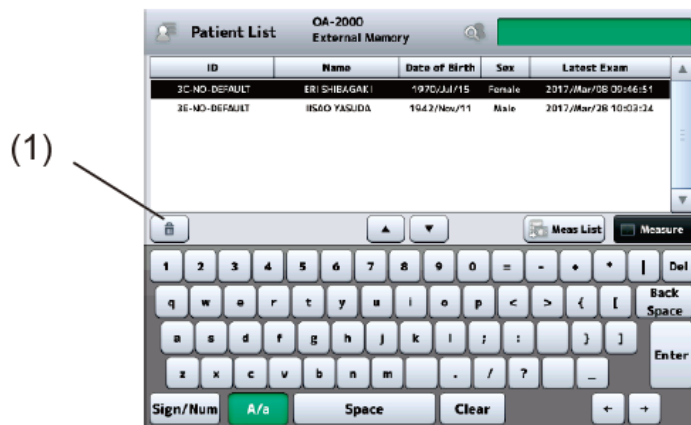 Patient List
OA-2000
External Memory
ID Name Date of Birth Sex Latest Exam
3C-NO-DEFAULT ERI SHIBAGAKI 1970/Jul/15 Female 2017/Mar/08 09:46:51
3E-NO-DEFAULT IISAO YASUDA 1942/Nov/11 Male 2017/Mar/28 10:03:24
(1)
Meas List Measure
1 2 3 4 5 6 7 8 9 0 = - + * | Del
q w e r t y u i o p < > { [ Back Space
a s d f g h j k l ; : } ] Enter
z x c v b n m . / ? _
Sign/Num A/a Space Clear ← →